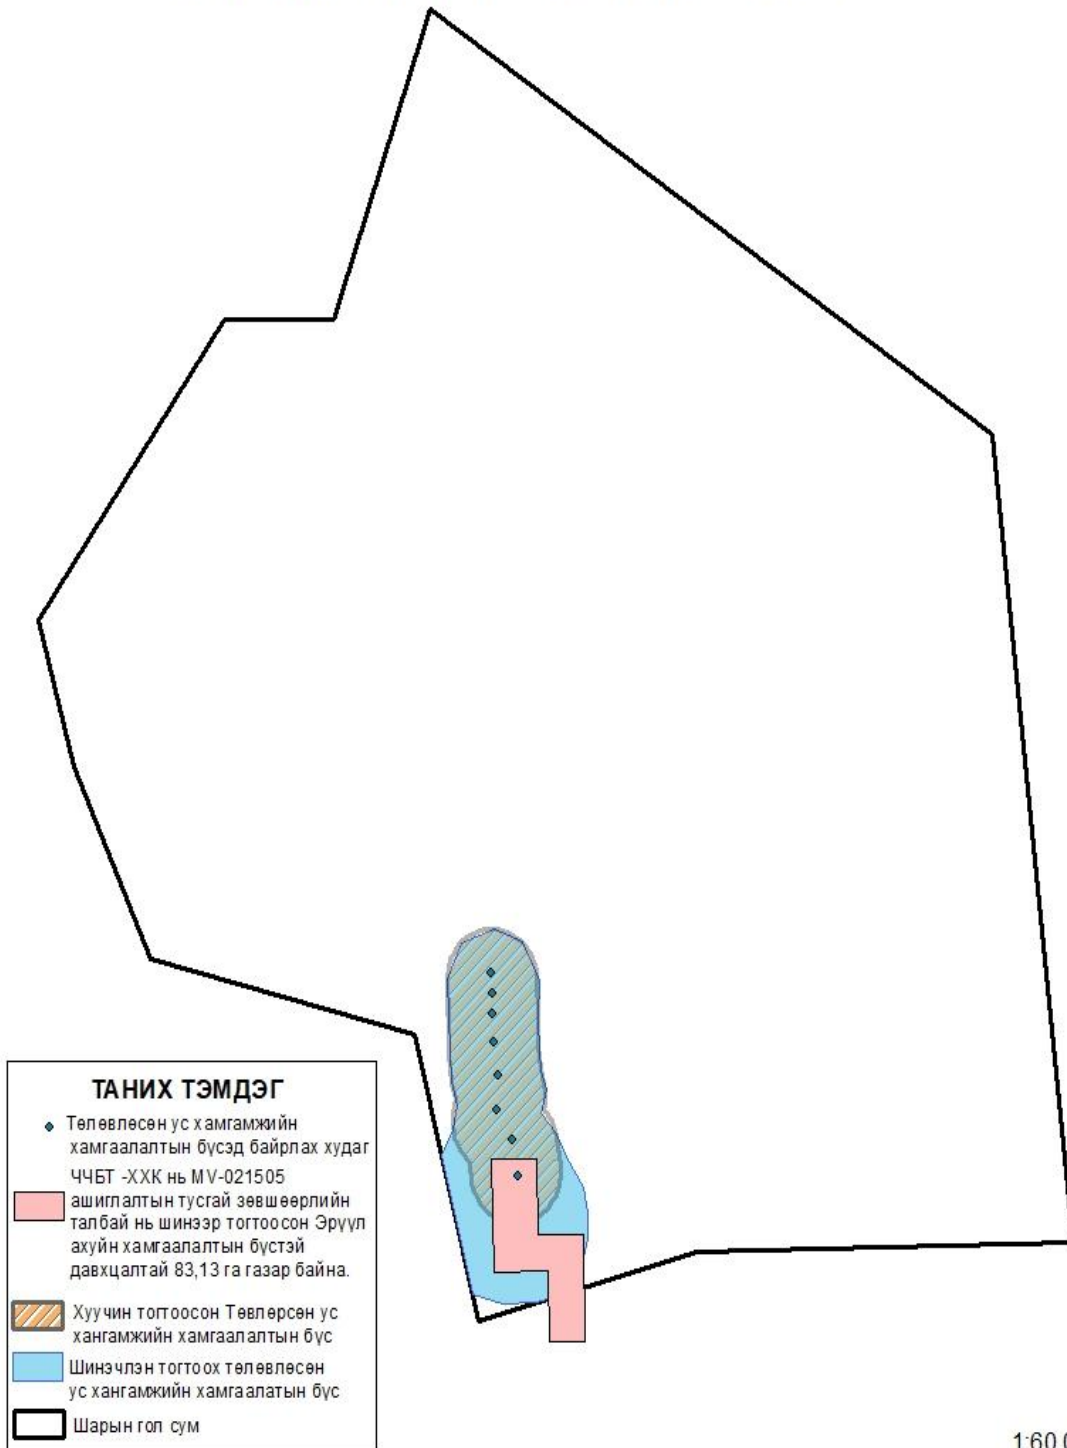 ТАНИХ ТЭМДЭГ
Төлөвлөсөн ус хамгамжийн
хамгаалалтын бүсэд байрлах худаг
ЧЧБТ -ХХК нь MV-021505
ашиглалтын тусгай зөвшөөрлийн
талбай нь шинээр тогтоосон Эрүүл
ахуйн хамгаалалтын бүстэй
давхцалтай 83,13 га газар байна.
Хуучин тогтоосон Төвлөрсөн ус
хангамжийн хамгаалалтын бүс
Шинэчлэн тогтоох төлөвлөсөн
ус хангамжийн хамгаалатын бүс
Шарын гол сум